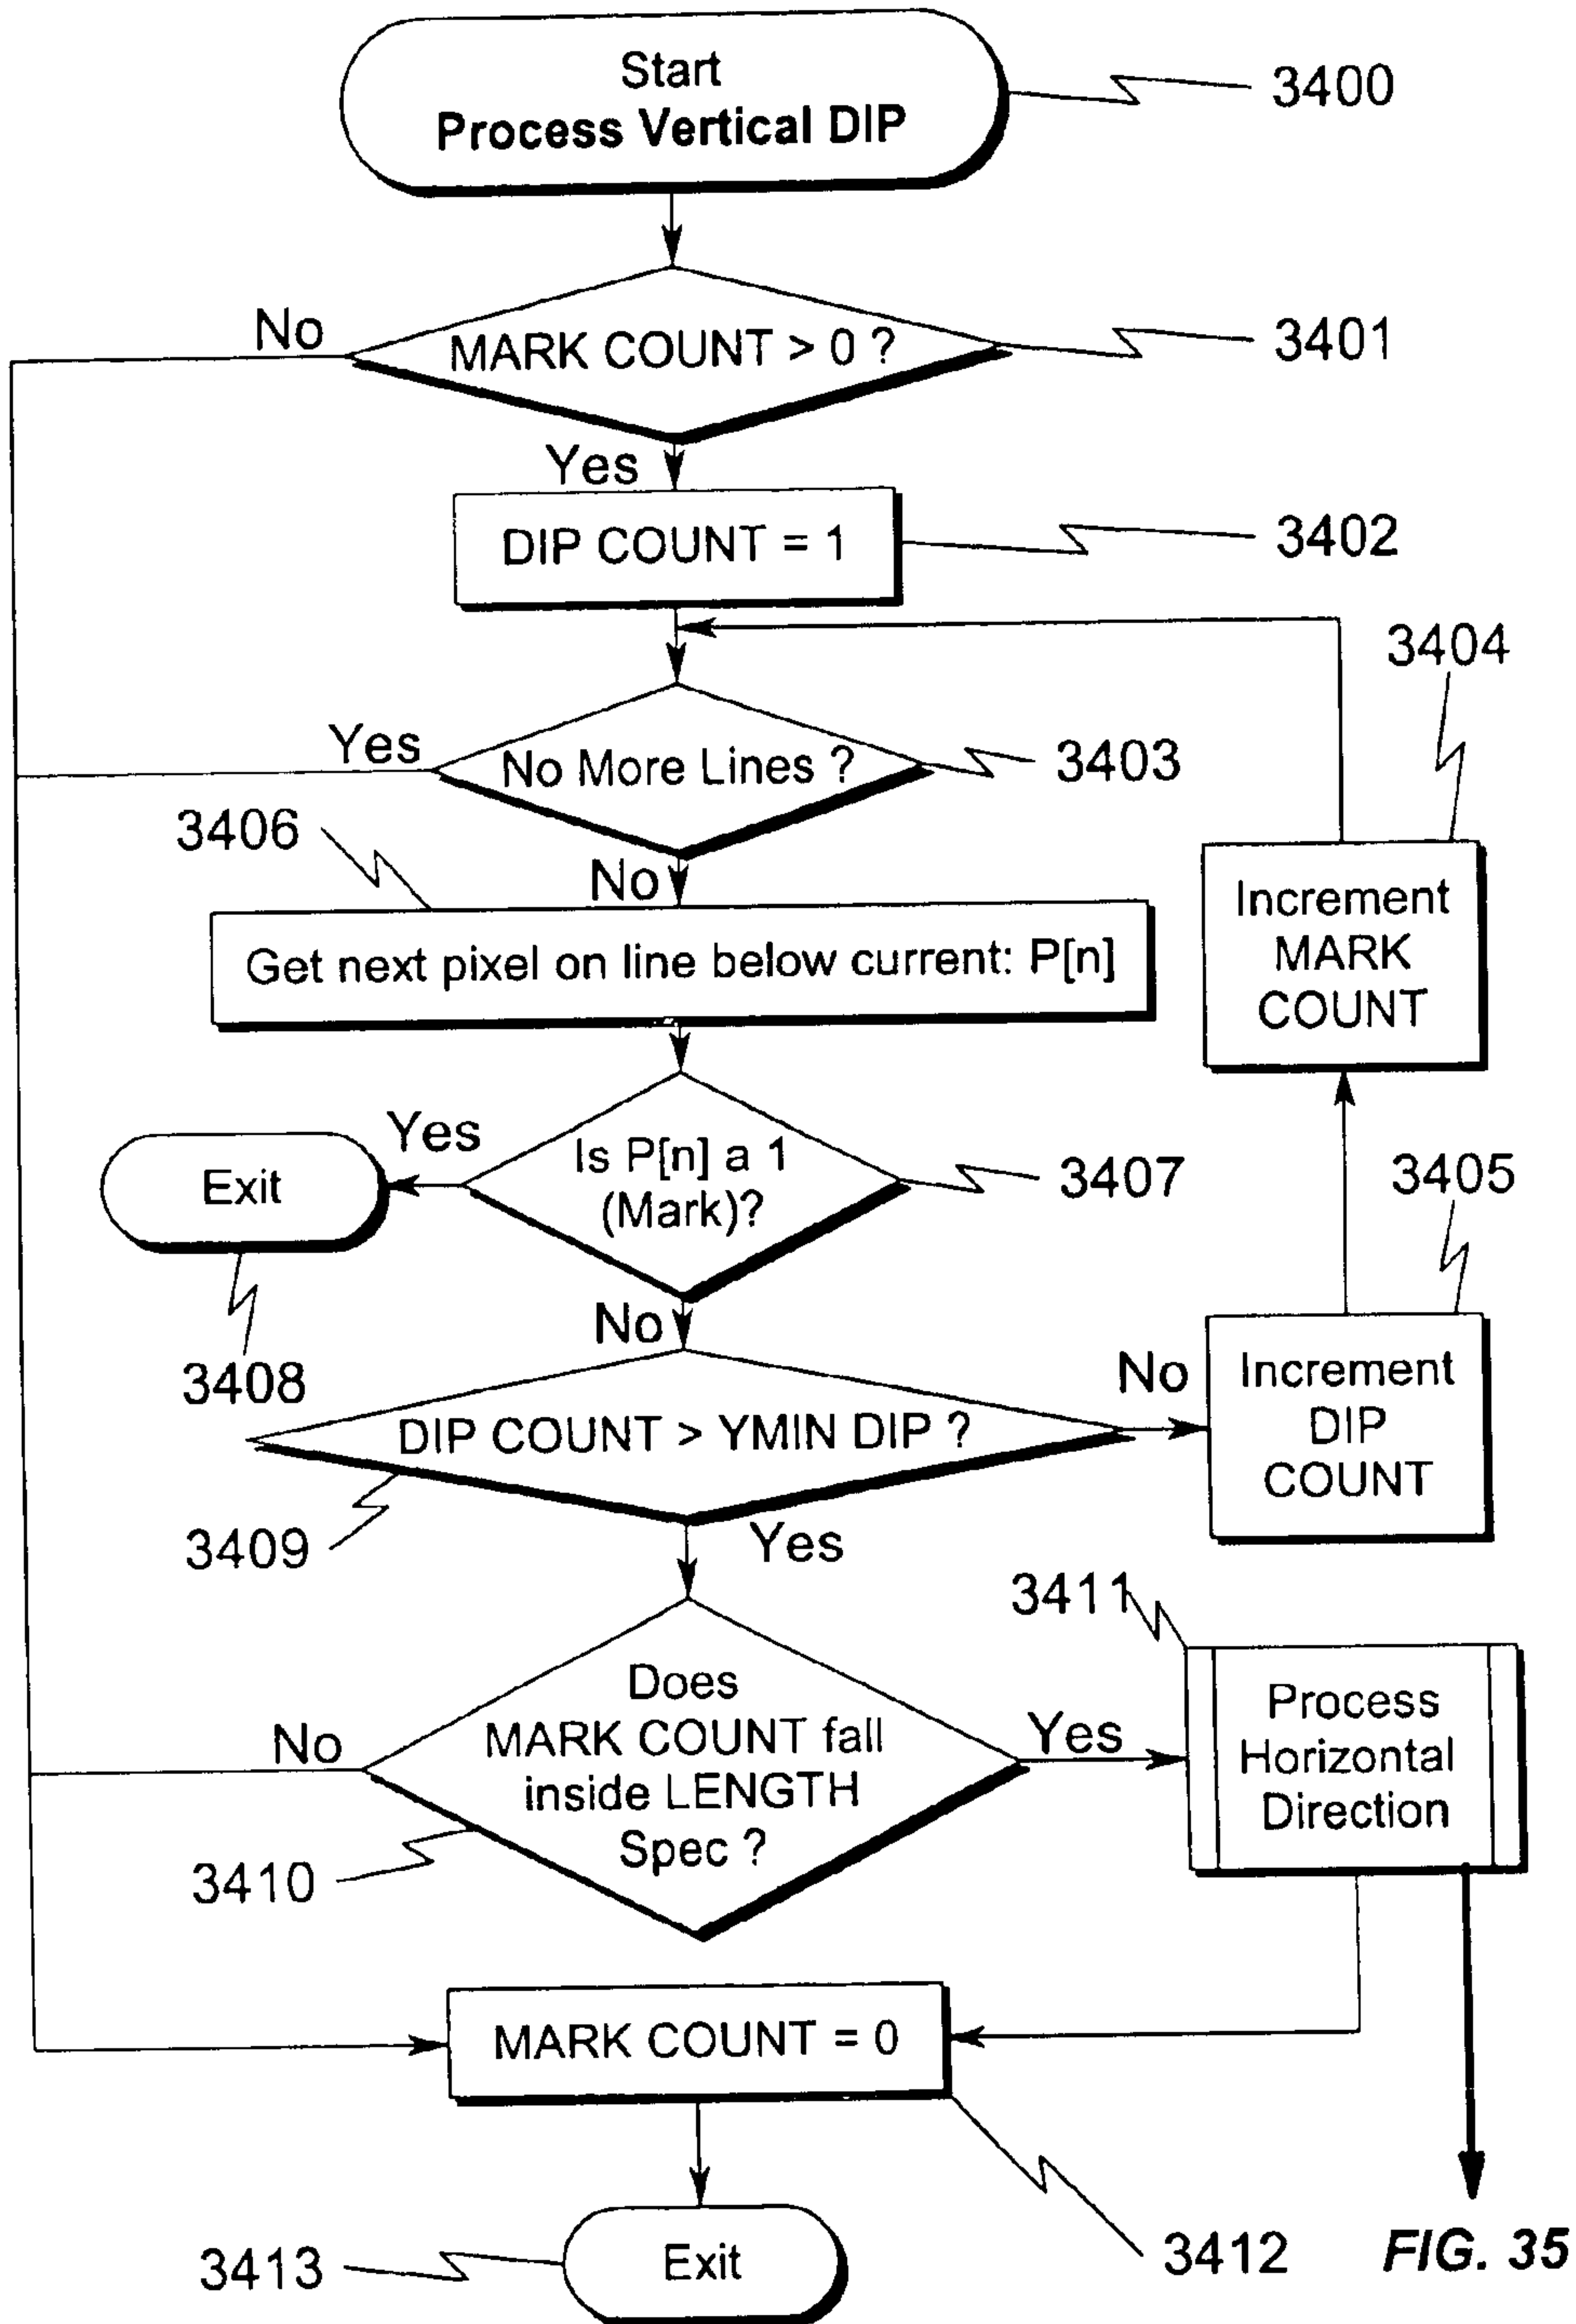 Start
Process Vertical DIP
3400
No
MARK COUNT > 0 ?
3401
Yes
DIP COUNT = 1
3402
3404
Yes
No More Lines ?
3403
3406
No
Increment
MARK
COUNT
Get next pixel on line below current: P[n]
Yes
Exit
Is P[n] a 1
(Mark)?
3407
3405
3408
No
DIP COUNT > YMIN DIP ?
No
Increment
DIP
COUNT
3409
Yes
3411
Does
MARK COUNT fall
inside LENGTH
Spec ?
No
Yes
Process
Horizontal
Direction
3410
MARK COUNT = 0
3413
Exit
3412
FIG. 35